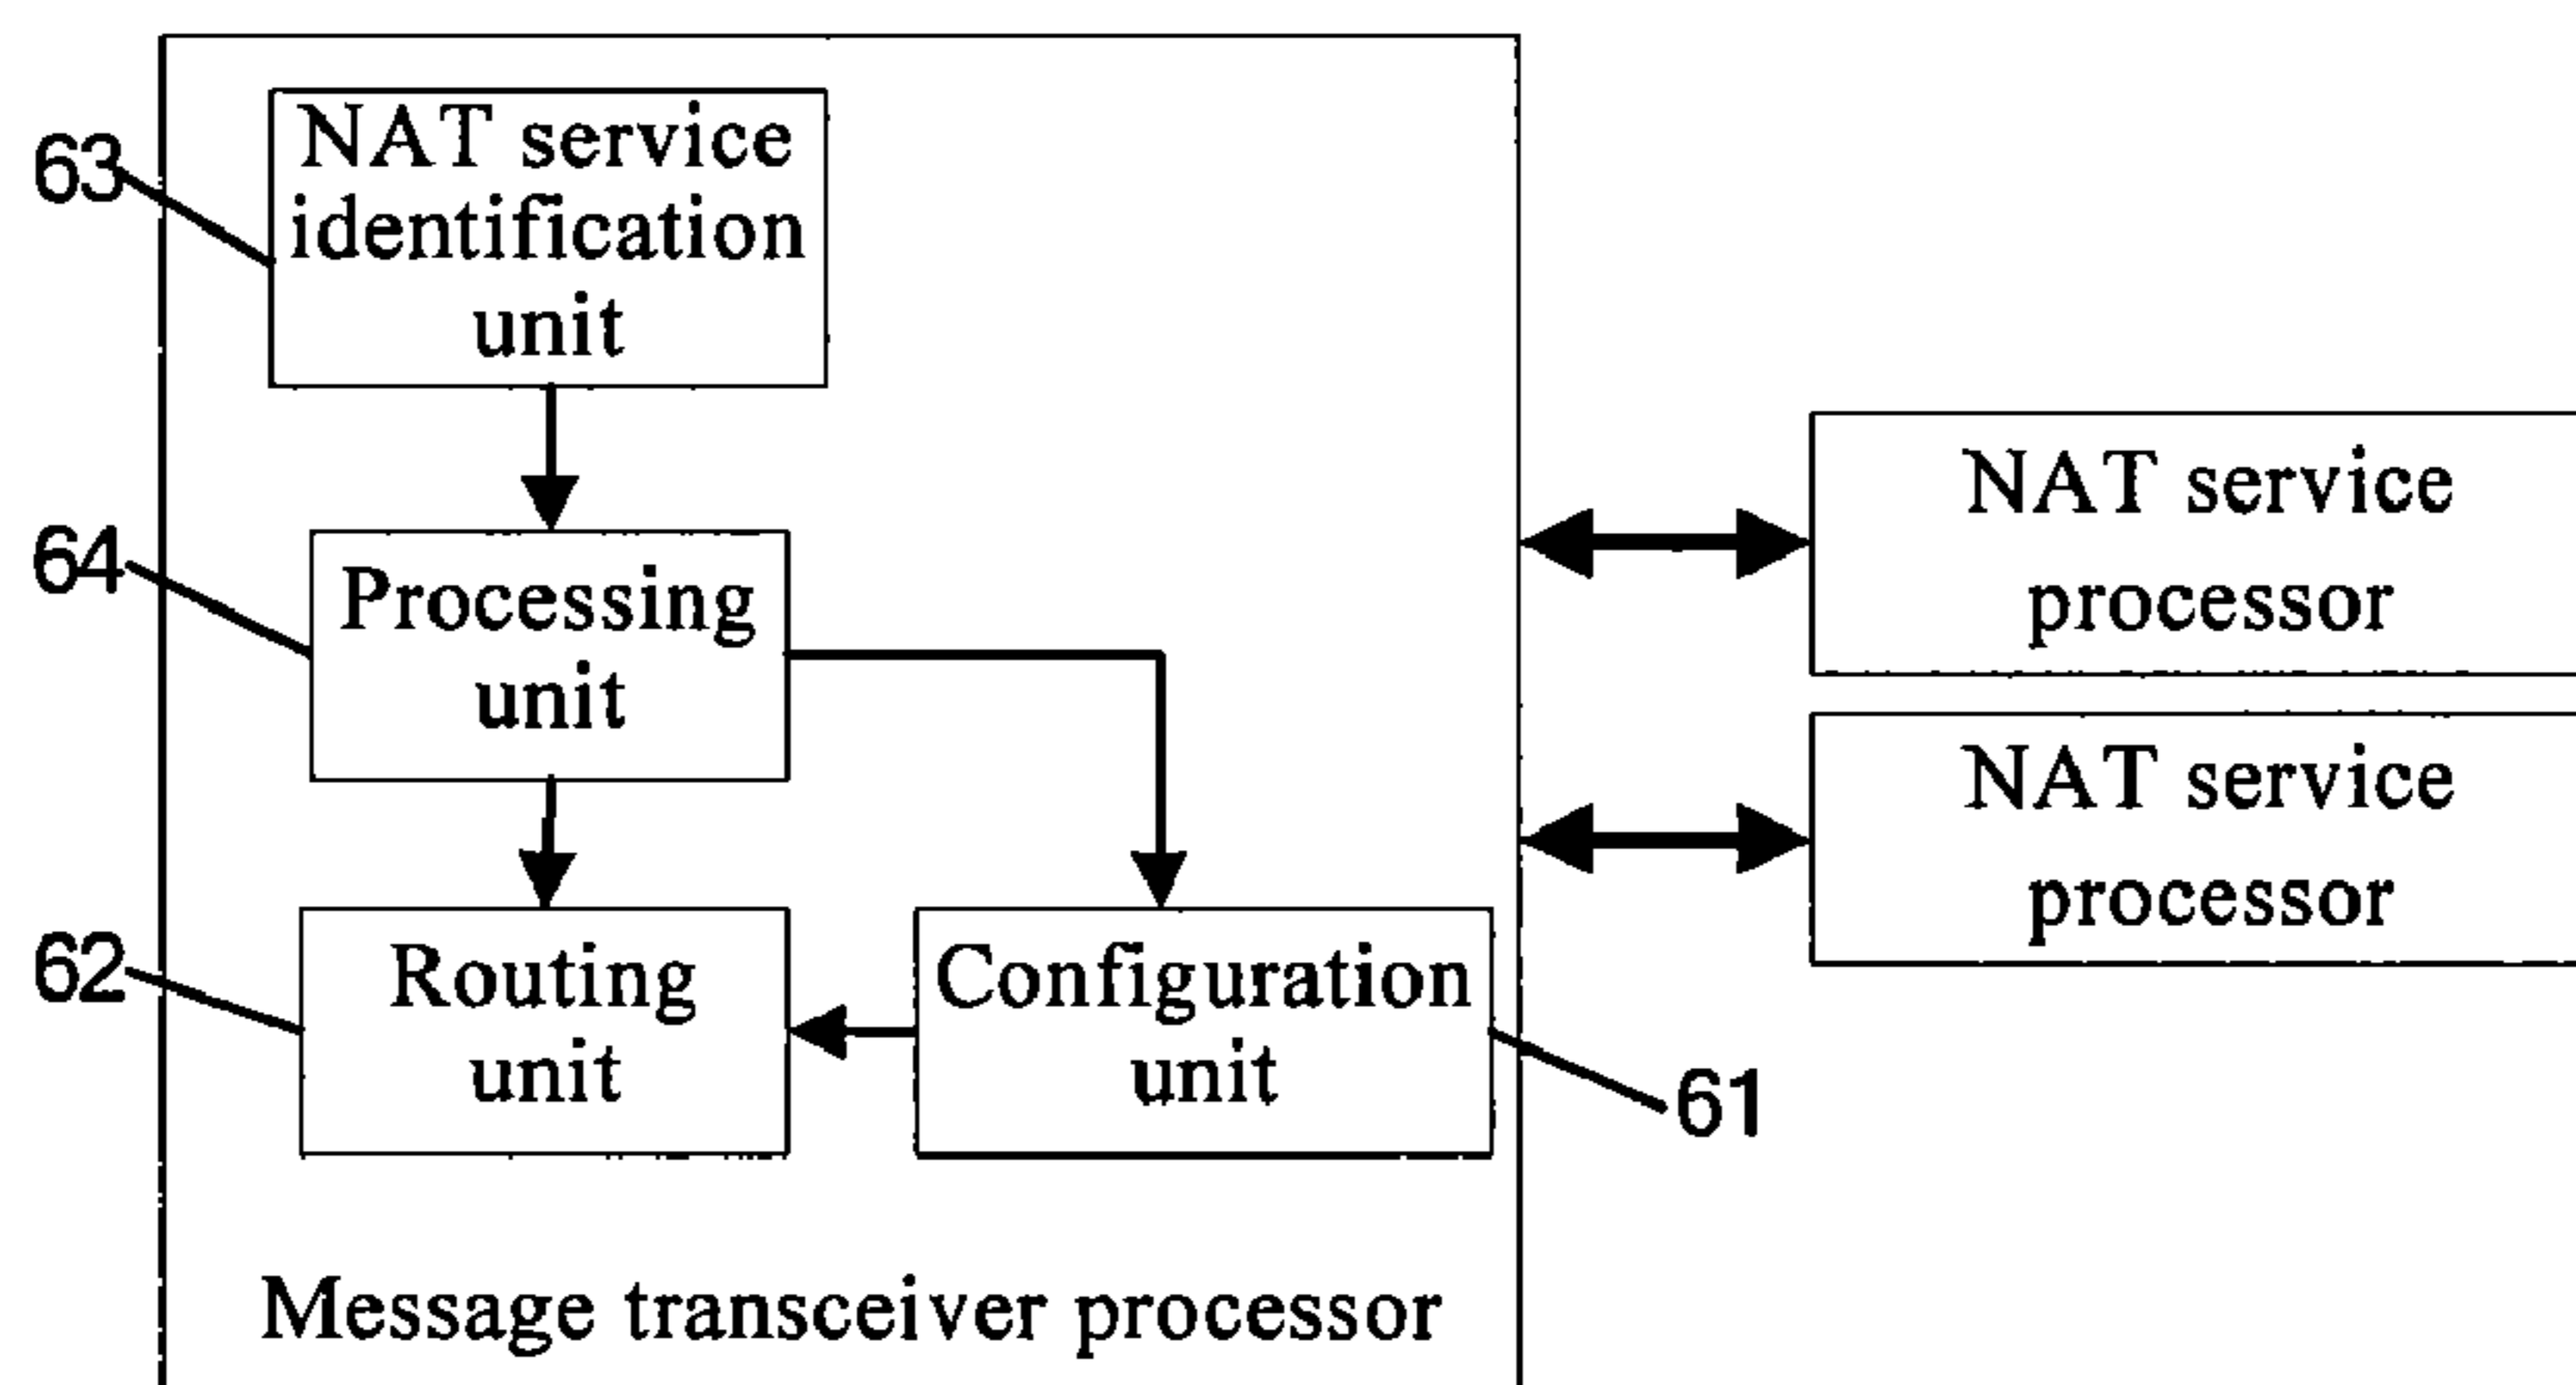 63
NAT service
identification
unit
64
Processing
unit
62
Routing
unit
Configuration
unit
61
Message transceiver processor
NAT service
processor
NAT service
processor